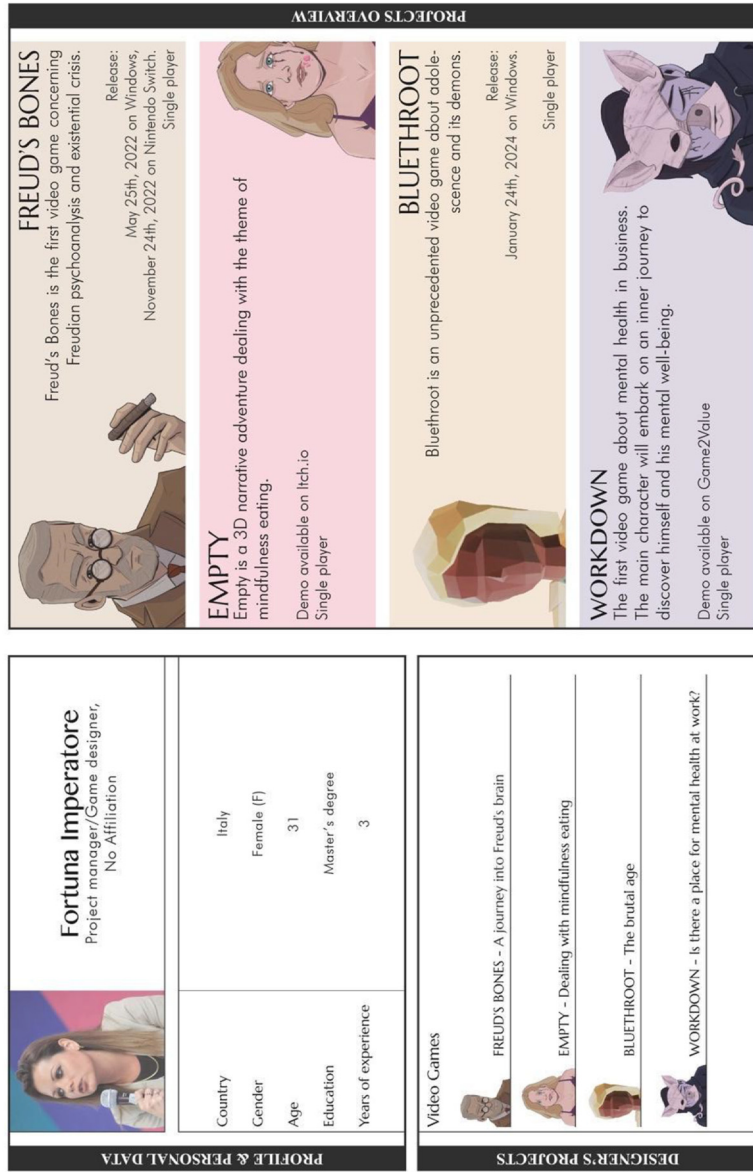 PROFILE & PERSONAL DATA
Fortuna Imperatore
Project manager/Game designer,
No Affiliation
Country Italy
Gender Female (F)
Age 31
Education Master's degree
Years of experience 3
DESIGNER'S PROJECTS
Video Games
FREUD'S BONES – A journey into Freud's brain
EMPTY – Dealing with mindfulness eating
BLUETHROOT – The brutal age
WORKDOWN – Is there a place for mental health at work?
PROJECTS OVERVIEW
FREUD'S BONES
Freud's Bones is the first video game concerning
Freudian psychoanalysis and existential crisis.
Release:
May 25th, 2022 on Windows,
November 24th, 2022 on Nintendo Switch.
Single player
EMPTY
Empty is a 3D narrative adventure dealing with the theme of
mindfulness eating.
Demo available on Itch.io
Single player
BLUETHROOT
Bluethroot is an unprecedented video game about adole-
scence and its demons.
Release:
January 24th, 2024 on Windows.
Single player
WORKDOWN
The first video game about mental health in business.
The main character will embark on an inner journey to
discover himself and his mental well-being.
Demo available on Game2Value
Single player